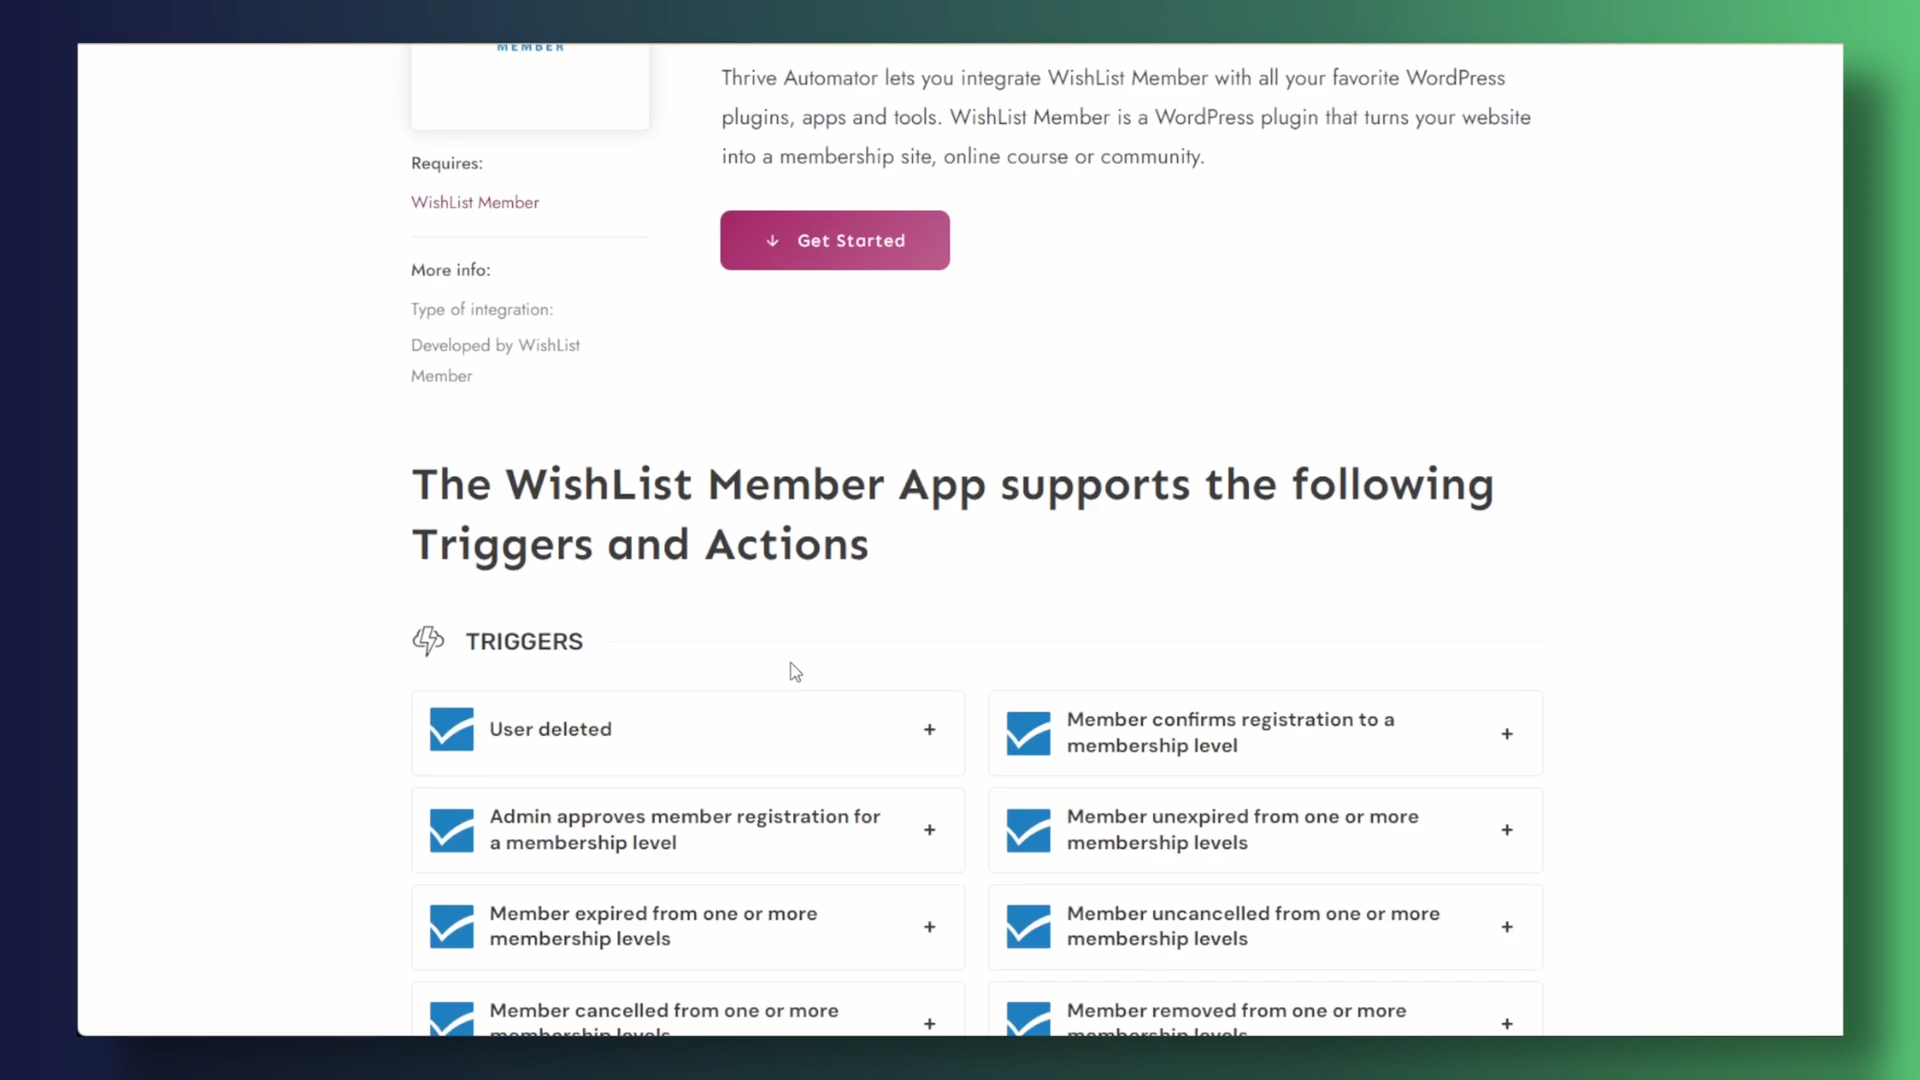 MEMBER
Thrive Automator lets you integrate WishList Member with all your favorite WordPress
plugins, apps and tools. WishList Member is a WordPress plugin that turns your website
into a membership site, online course or community.
Requires:
WishList Member
Get Started
More info:
Type of integration:
Developed by WishList
Member
The WishList Member App supports the following
Triggers and Actions
TRIGGERS
User deleted
+
Member confirms registration to a
membership level
+
Admin approves member registration for
a membership level
+
Member unexpired from one or more
membership levels
+
Member expired from one or more
membership levels
+
Member uncancelled from one or more
membership levels
+
Member cancelled from one or more
membership levels
+
Member removed from one or more
membership levels
+